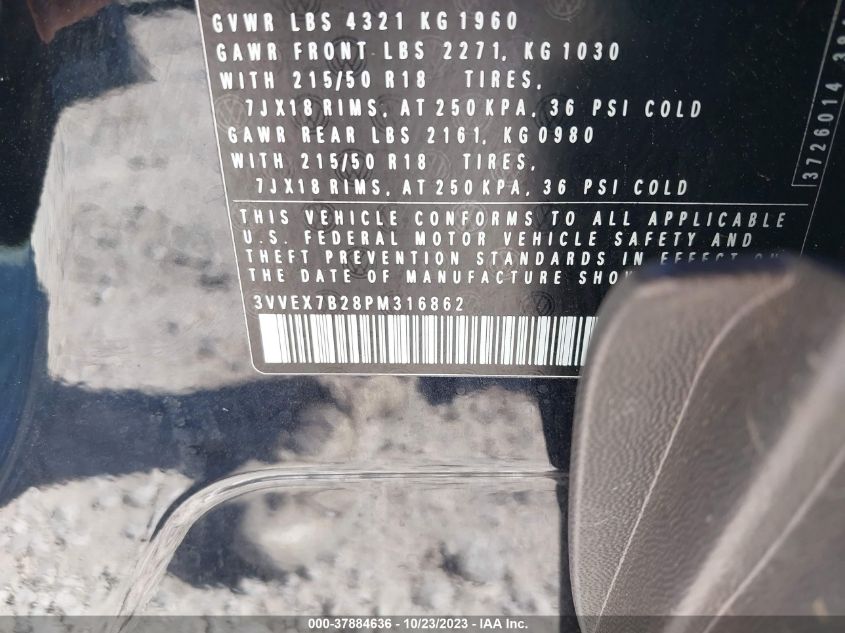 GVWR LBS 4321 KG 1960
GAWR FRONT LBS 2271, KG 1030
WITH 215/50 R18 TIRES,
7JX18 RIMS, AT 250 KPA, 36 PSI COLD
GAWR REAR LBS 2161, KG 0980
WITH 215/50 R18 TIRES,
7JX18 RIMS, AT 250 KPA, 36 PSI COLD
THIS VEHICLE CONFORMS TO ALL APPLICABLE
U.S. FEDERAL MOTOR VEHICLE SAFETY AND
THEFT PREVENTION STANDARDS IN EFFECT ON
THE DATE OF MANUFACTURE
3VVEX7B28PM316862
3726014
000-37884636 - 10/23/2023 - IAA Inc.